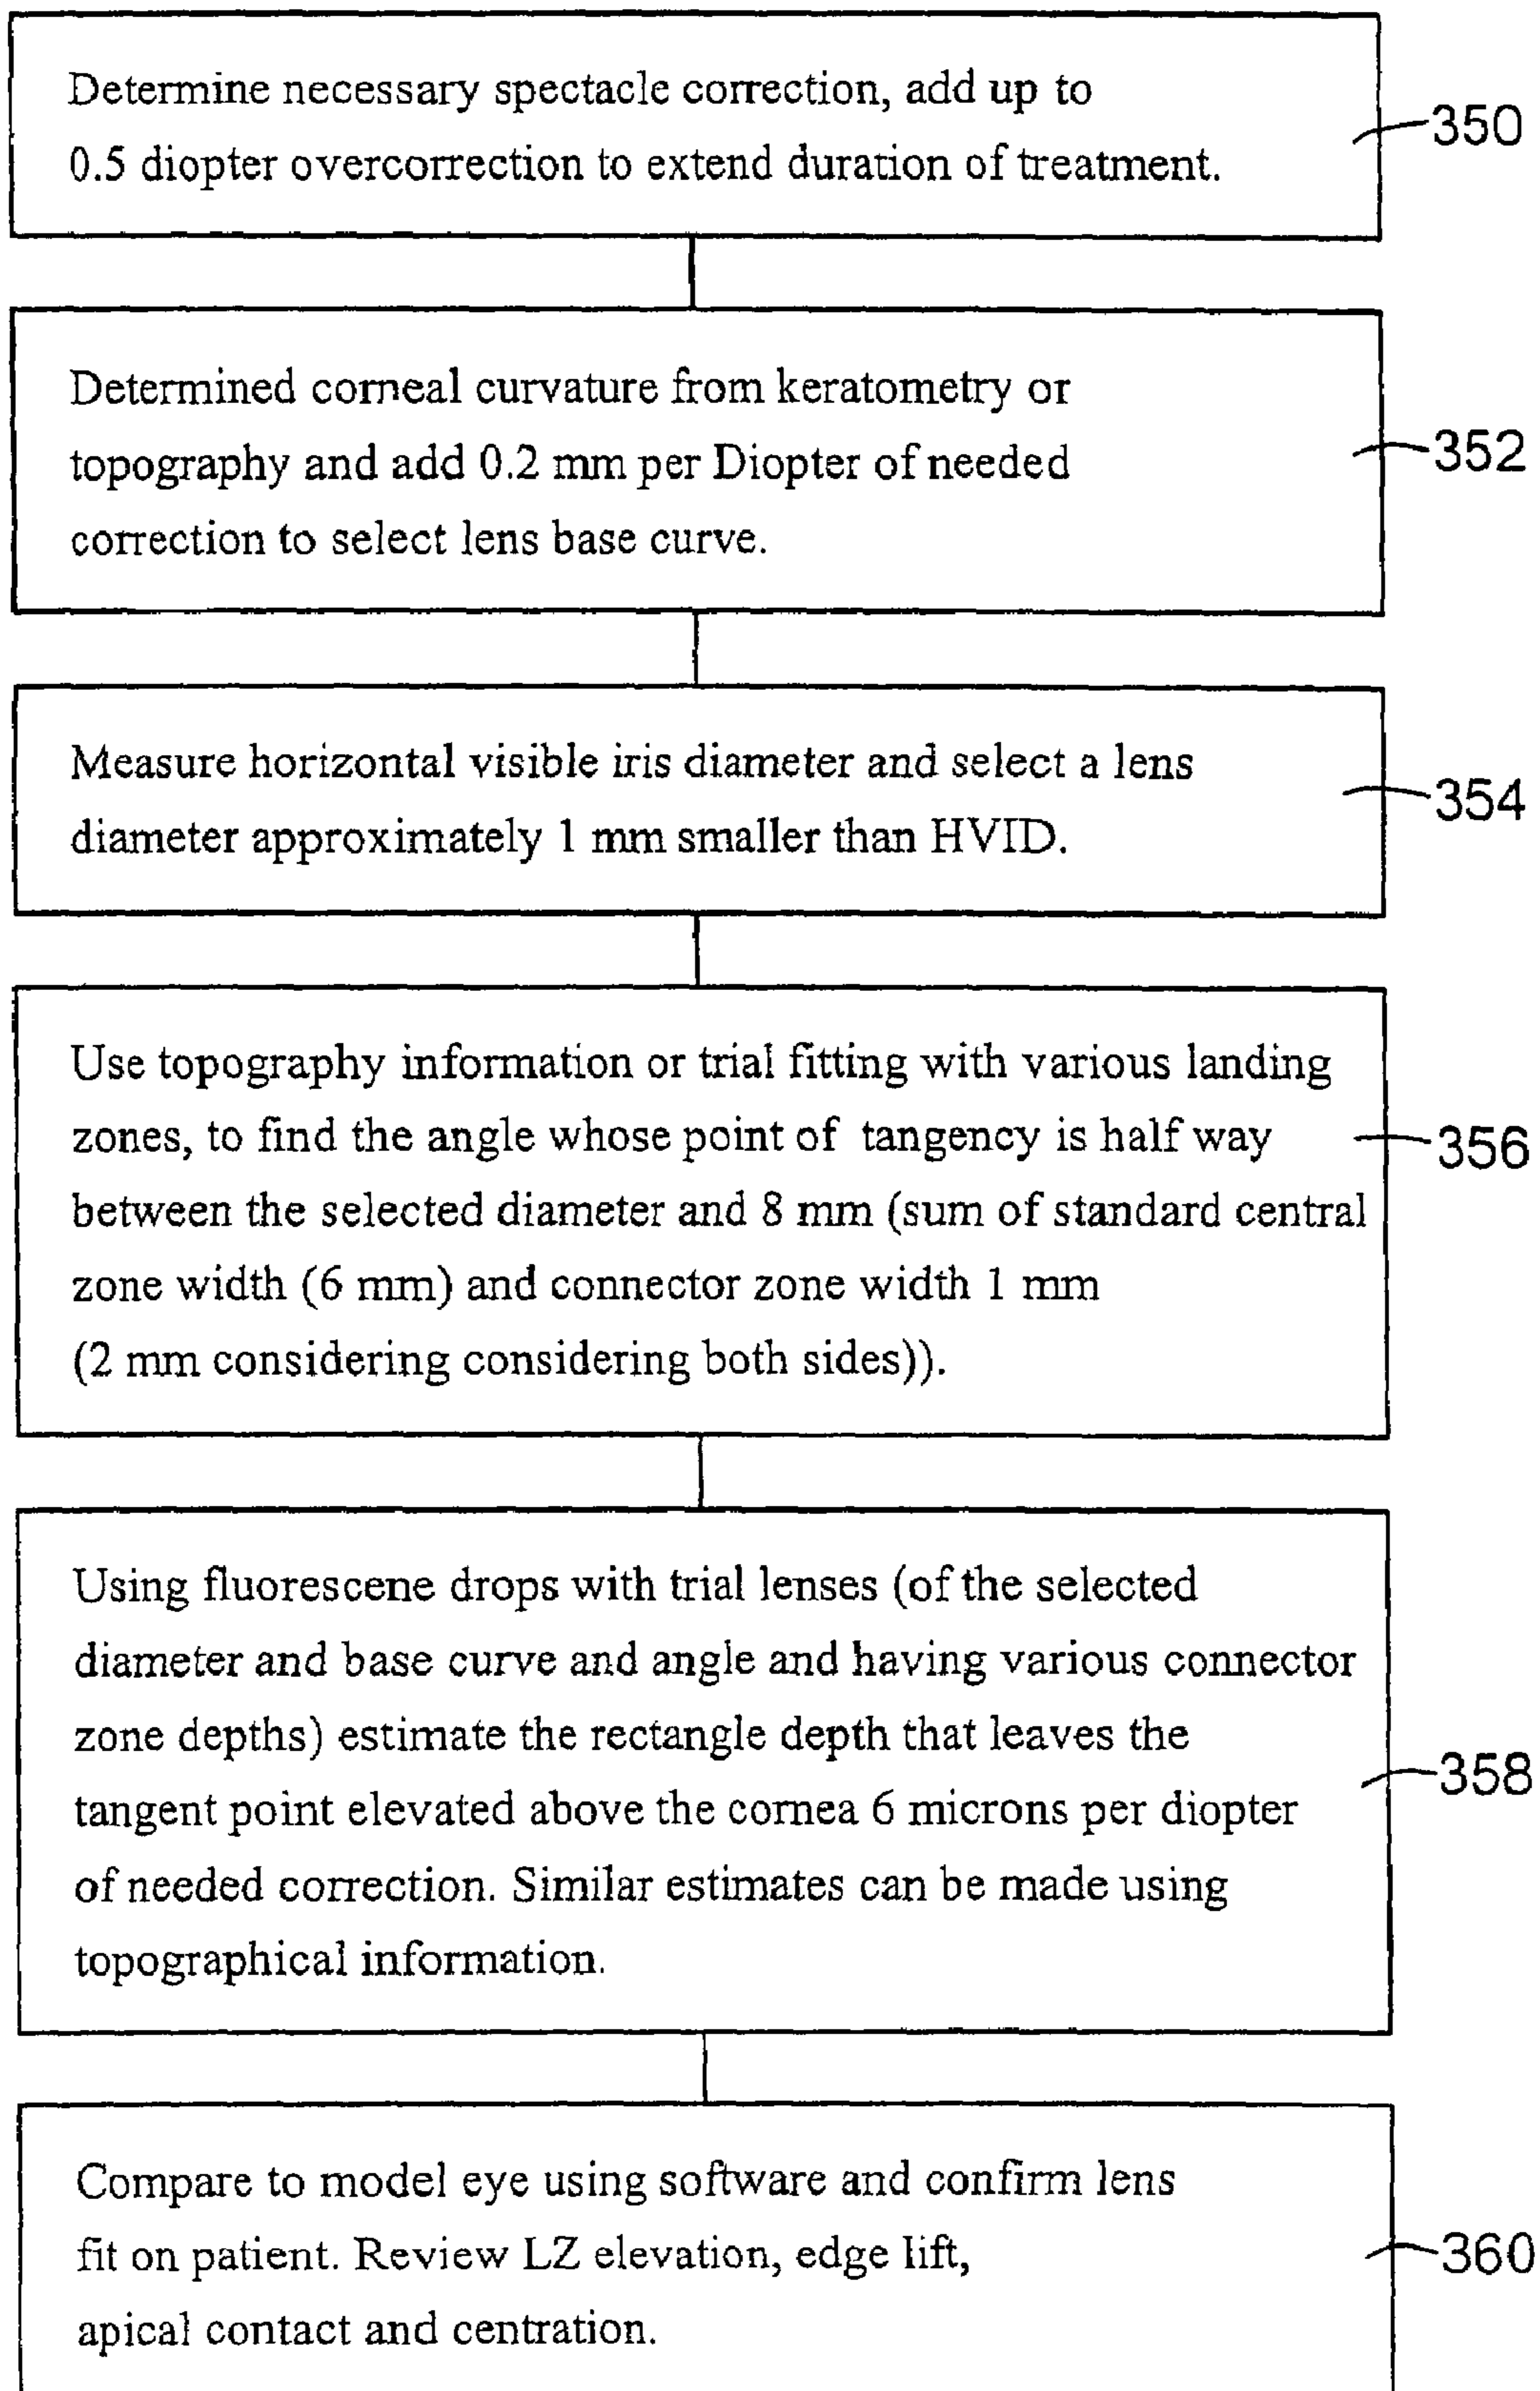 Determine necessary spectacle correction, add up to
0.5 diopter overcorrection to extend duration of treatment.
350
Determined corneal curvature from keratometry or
topography and add 0.2 mm per Diopter of needed
correction to select lens base curve.
352
Measure horizontal visible iris diameter and select a lens
diameter approximately 1 mm smaller than HVID.
354
Use topography information or trial fitting with various landing
zones, to find the angle whose point of tangency is half way
between the selected diameter and 8 mm (sum of standard central
zone width (6 mm) and connector zone width 1 mm
(2 mm considering considering both sides)).
356
Using fluorescene drops with trial lenses (of the selected
diameter and base curve and angle and having various connector
zone depths) estimate the rectangle depth that leaves the
tangent point elevated above the cornea 6 microns per diopter
of needed correction. Similar estimates can be made using
topographical information.
358
Compare to model eye using software and confirm lens
fit on patient. Review LZ elevation, edge lift,
apical contact and centration.
360